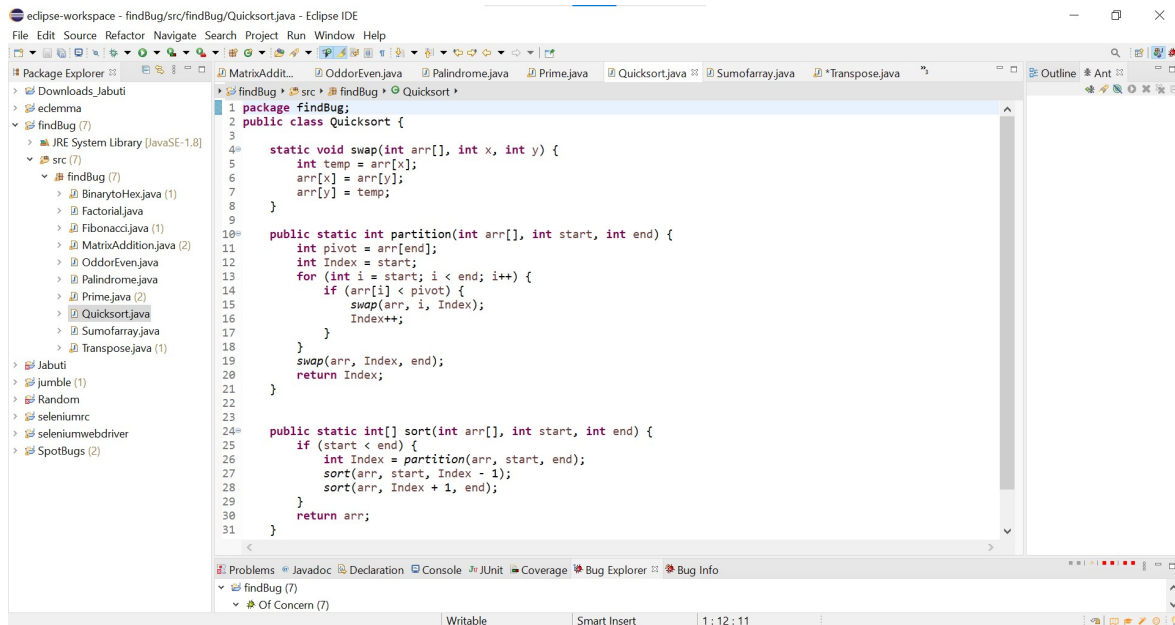 eclipse-workspace - findBug/src/findBug/Quicksort.java - Eclipse IDE
File Edit Source Refactor Navigate Search Project Run Window Help
Package Explorer
Downloads_Jabuti
eclemma
findBug (7)
JRE System Library [JavaSE-1.8]
src (7)
findBug (7)
BinarytoHex.java (1)
Factorial.java
Fibonacci.java (1)
MatrixAddition.java (2)
OddorEven.java
Palindrome.java
Prime.java (2)
Quicksort.java
Sumofarray.java
Transpose.java (1)
Jabuti
jumble (1)
Random
seleniumrc
seleniumwebdriver
SpotBugs (2)
MatrixAddit... OddorEven.java Palindrome.java Prime.java Quicksort.java Sumofarray.java *Transpose.java "1
findBug src findBug Quicksort
1 package findBug;
2 public class Quicksort {
3
4 static void swap(int arr[], int x, int y) {
5 int temp = arr[x];
6 arr[x] = arr[y];
7 arr[y] = temp;
8 }
9
10 public static int partition(int arr[], int start, int end) {
11 int pivot = arr[end];
12 int Index = start;
13 for (int i = start; i < end; i++) {
14 if (arr[i] < pivot) {
15 swap(arr, i, Index);
16 Index++;
17 }
18 }
19 swap(arr, Index, end);
20 return Index;
21 }
22
23
24 public static int[] sort(int arr[], int start, int end) {
25 if (start < end) {
26 int Index = partition(arr, start, end);
27 sort(arr, start, Index - 1);
28 sort(arr, Index + 1, end);
29 }
30 return arr;
31 }
Outline Ant
Problems Javadoc Declaration Console JUnit Coverage Bug Explorer Bug Info
findBug (7)
Of Concern (7)
Writable Smart Insert 1 : 12 : 11